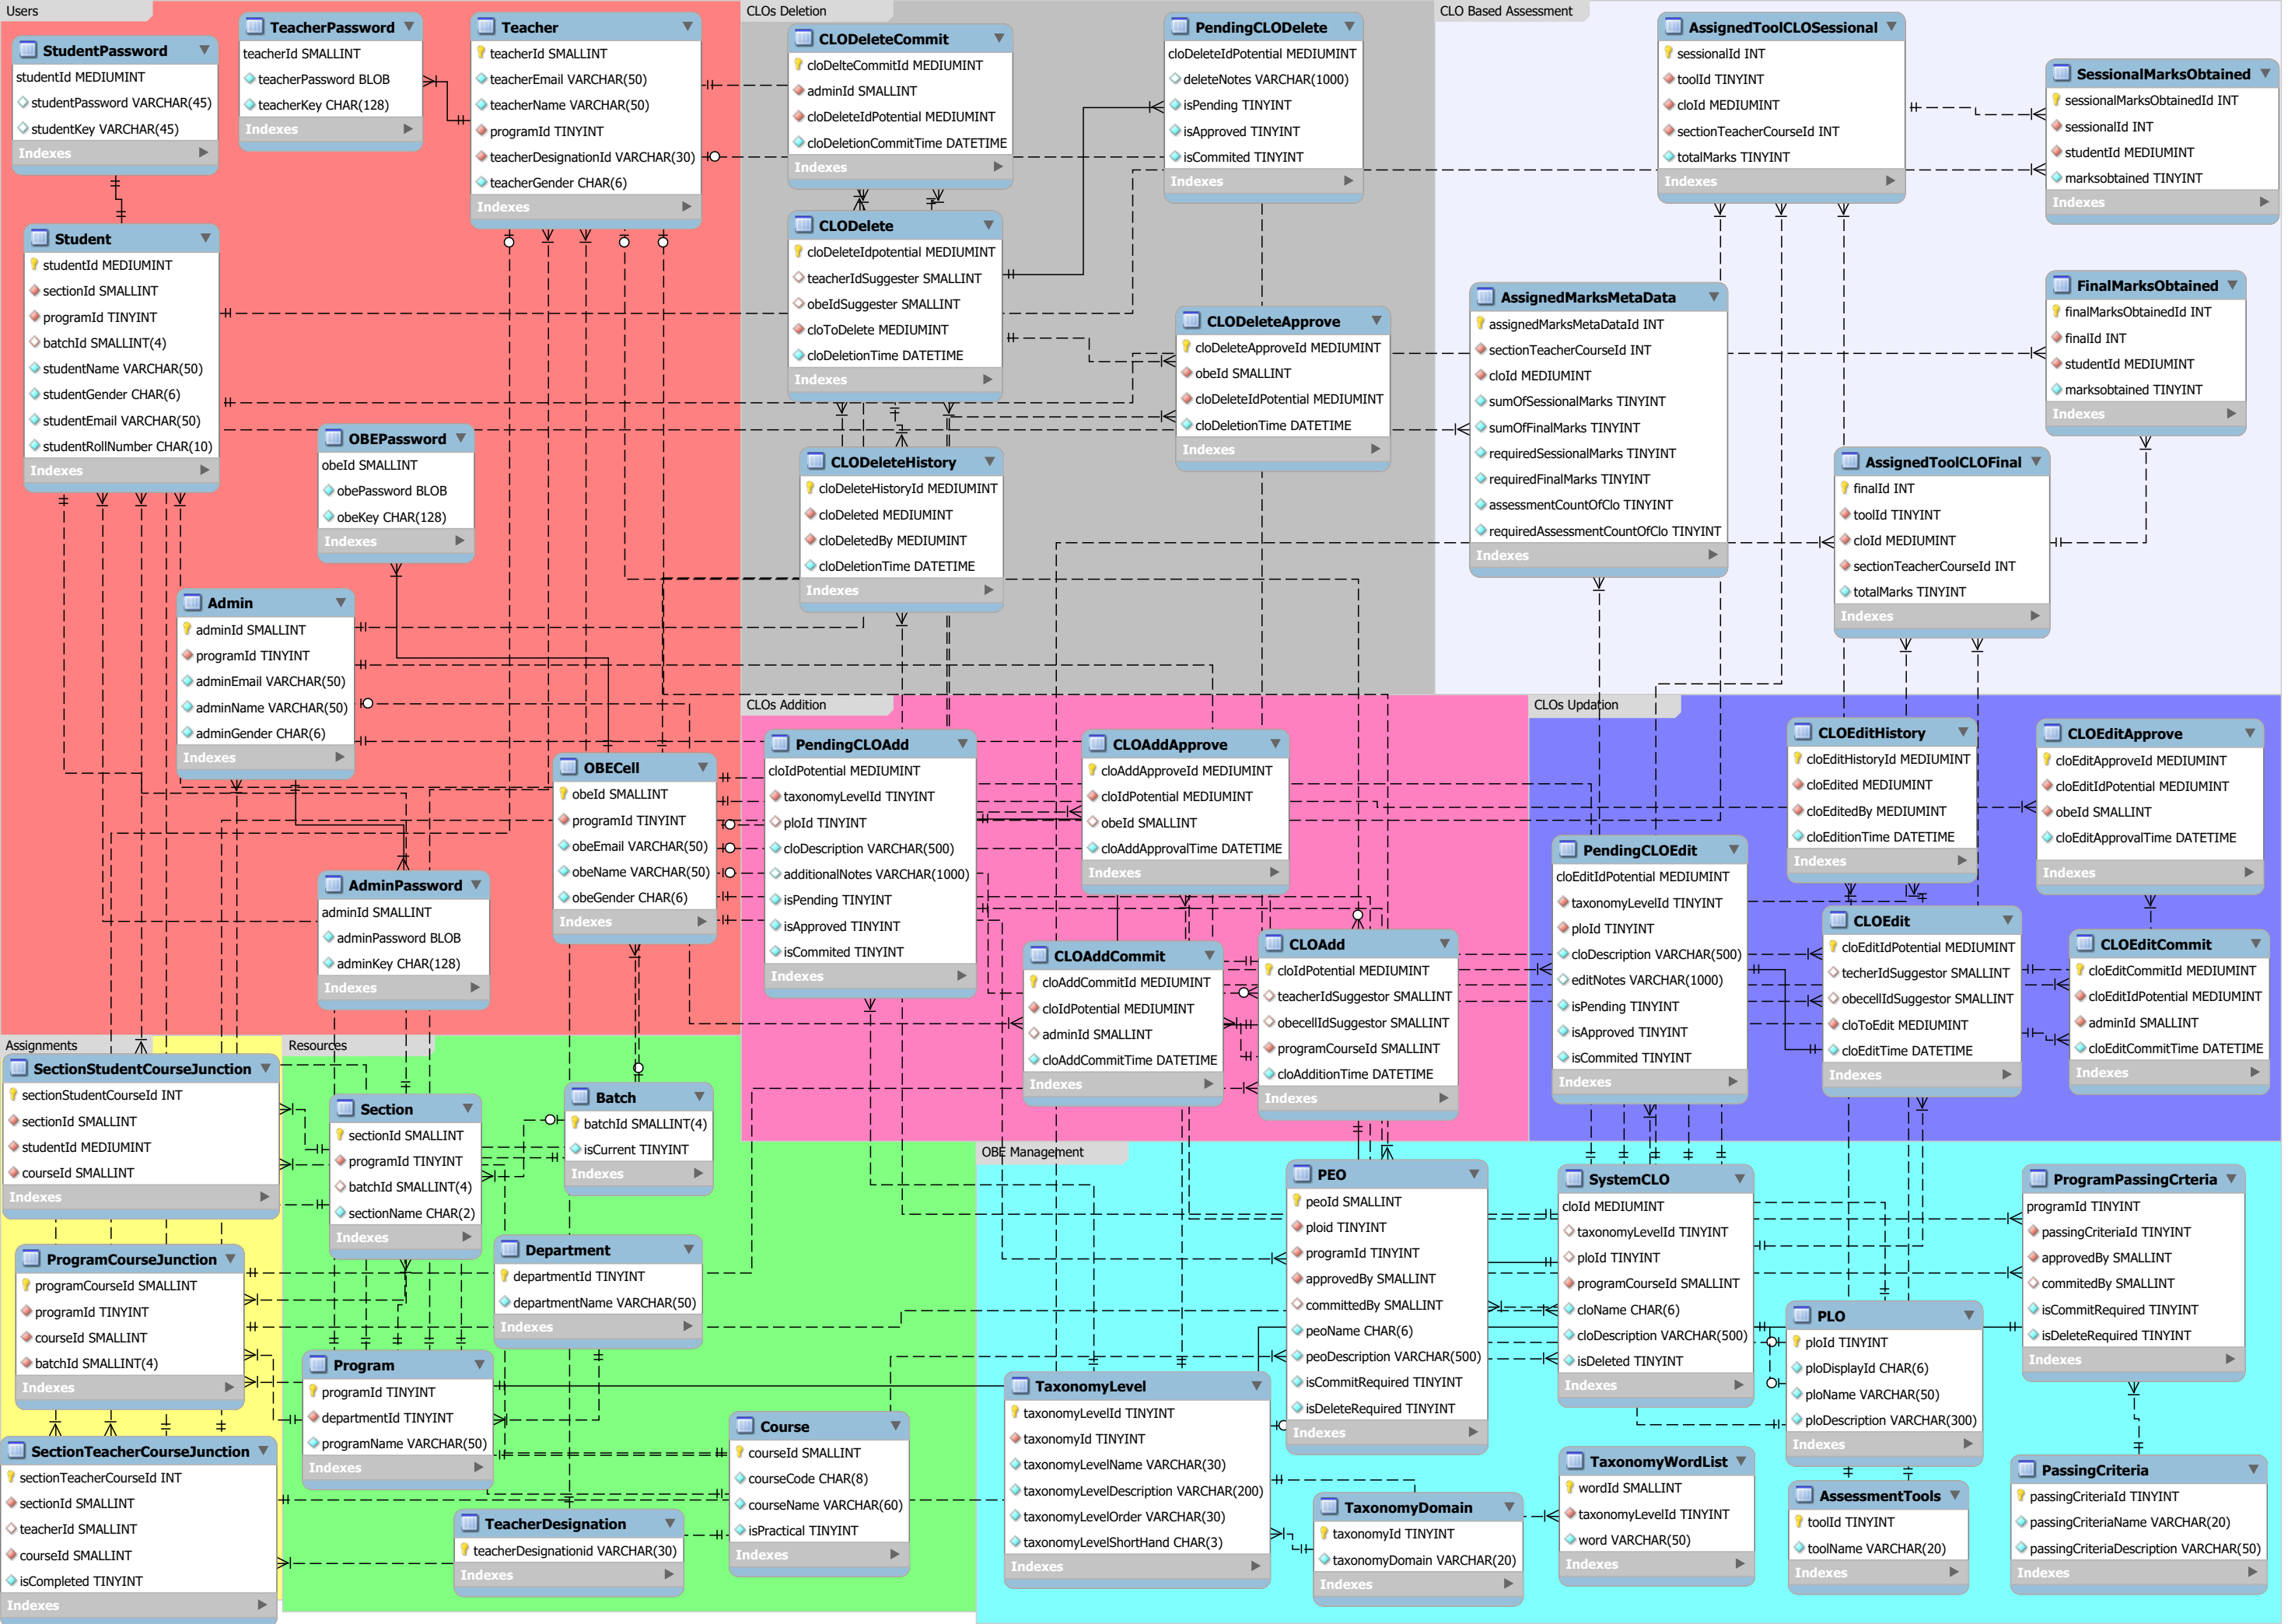 Users
StudentPassword
studentId MEDIUMINT
studentPassword VARCHAR(45)
studentKey VARCHAR(45)
Indexes
TeacherPassword
teacherId SMALLINT
teacherPassword BLOB
teacherKey CHAR(128)
Indexes
Teacher
teacherId SMALLINT
teacherEmail VARCHAR(50)
teacherName VARCHAR(50)
programId TINYINT
teacherDesignationId VARCHAR(30)
teacherGender CHAR(6)
Indexes
Student
studentId MEDIUMINT
sectionId SMALLINT
programId TINYINT
batchId SMALLINT(4)
studentName VARCHAR(50)
studentGender CHAR(6)
studentEmail VARCHAR(50)
studentRollNumber CHAR(10)
Indexes
OBEPassword
obeId SMALLINT
obePassword BLOB
obeKey CHAR(128)
Indexes
Admin
adminId SMALLINT
programId TINYINT
adminEmail VARCHAR(50)
adminName VARCHAR(50)
adminGender CHAR(6)
Indexes
OBECell
obeId SMALLINT
programId TINYINT
obeEmail VARCHAR(50)
obeName VARCHAR(50)
obeGender CHAR(6)
Indexes
AdminPassword
adminId SMALLINT
adminPassword BLOB
adminKey CHAR(128)
Indexes
CLOs Deletion
CLODeleteCommit
cloDelteCommitId MEDIUMINT
adminId SMALLINT
cloDeleteIdPotential MEDIUMINT
cloDeletionCommitTime DATETIME
Indexes
PendingCLODelete
cloDeleteIdPotential MEDIUMINT
deleteNotes VARCHAR(1000)
isPending TINYINT
isApproved TINYINT
isCommited TINYINT
Indexes
CLODelete
cloDeleteIdpotential MEDIUMINT
teacherIdSuggester SMALLINT
obeIdSuggester SMALLINT
cloToDelete MEDIUMINT
cloDeletionTime DATETIME
Indexes
CLODeleteApprove
cloDeleteApproveId MEDIUMINT
obeId SMALLINT
cloDeleteIdPotential MEDIUMINT
cloDeletionTime DATETIME
Indexes
CLODeleteHistory
cloDeleteHistoryId MEDIUMINT
cloDeleted MEDIUMINT
cloDeletedBy MEDIUMINT
cloDeletionTime DATETIME
Indexes
CLO Based Assessment
AssignedToolCLOSessional
sessionalId INT
toolId TINYINT
cloId MEDIUMINT
sectionTeacherCourseId INT
totalMarks TINYINT
Indexes
SessionalMarksObtained
sessionalMarksObtainedId INT
sessionalId INT
studentId MEDIUMINT
marksobtained TINYINT
Indexes
AssignedMarksMetaData
assignedMarksMetaDataId INT
sectionTeacherCourseId INT
cloId MEDIUMINT
sumOfSessionalMarks TINYINT
sumOfFinalMarks TINYINT
requiredSessionalMarks TINYINT
requiredFinalMarks TINYINT
assessmentCountOfClo TINYINT
requiredAssessmentCountOfClo TINYINT
Indexes
FinalMarksObtained
finalMarksObtainedId INT
finalId INT
studentId MEDIUMINT
marksobtained TINYINT
Indexes
AssignedToolCLOFinal
finalId INT
toolId TINYINT
cloId MEDIUMINT
sectionTeacherCourseId INT
totalMarks TINYINT
Indexes
CLOs Addition
PendingCLOAdd
cloIdPotential MEDIUMINT
taxonomyLevelId TINYINT
ploId TINYINT
cloDescription VARCHAR(500)
additionalNotes VARCHAR(1000)
isPending TINYINT
isApproved TINYINT
isCommited TINYINT
Indexes
CLOAddApprove
cloAddApproveId MEDIUMINT
cloIdPotential MEDIUMINT
obeId SMALLINT
cloAddApprovalTime DATETIME
Indexes
CLOAddCommit
cloAddCommitId MEDIUMINT
cloIdPotential MEDIUMINT
adminId SMALLINT
cloAddCommitTime DATETIME
Indexes
CLOAdd
cloIdPotential MEDIUMINT
teacherIdSuggestor SMALLINT
obecellIdSuggestor SMALLINT
programCourseId SMALLINT
cloAdditionTime DATETIME
Indexes
CLOs Updation
CLOEditHistory
cloEditHistoryId MEDIUMINT
cloEdited MEDIUMINT
cloEditedBy MEDIUMINT
cloEditionTime DATETIME
Indexes
CLOEditApprove
cloEditApproveId MEDIUMINT
cloEditIdPotential MEDIUMINT
obeId SMALLINT
cloEditApprovalTime DATETIME
Indexes
PendingCLOEdit
cloEditIdPotential MEDIUMINT
taxonomyLevelId TINYINT
ploId TINYINT
cloDescription VARCHAR(500)
editNotes VARCHAR(1000)
isPending TINYINT
isApproved TINYINT
isCommited TINYINT
Indexes
CLOEdit
cloEditIdPotential MEDIUMINT
techerIdSuggestor SMALLINT
obecellIdSuggestor SMALLINT
cloToEdit MEDIUMINT
cloEditTime DATETIME
Indexes
CLOEditCommit
cloEditCommitId MEDIUMINT
cloEditIdPotential MEDIUMINT
adminId SMALLINT
cloEditCommitTime DATETIME
Indexes
Assignments
SectionStudentCourseJunction
sectionStudentCourseId INT
sectionId SMALLINT
studentId MEDIUMINT
courseId SMALLINT
Indexes
ProgramCourseJunction
programCourseId SMALLINT
programId TINYINT
courseId SMALLINT
batchId SMALLINT(4)
Indexes
SectionTeacherCourseJunction
sectionTeacherCourseId INT
sectionId SMALLINT
teacherId SMALLINT
courseId SMALLINT
isCompleted TINYINT
Indexes
Resources
Section
sectionId SMALLINT
programId TINYINT
batchId SMALLINT(4)
sectionName CHAR(2)
Indexes
Batch
batchId SMALLINT(4)
isCurrent TINYINT
Indexes
Department
departmentId TINYINT
departmentName VARCHAR(50)
Indexes
Program
programId TINYINT
departmentId TINYINT
programName VARCHAR(50)
Indexes
Course
courseId SMALLINT
courseCode CHAR(8)
courseName VARCHAR(60)
isPractical TINYINT
Indexes
TeacherDesignation
teacherDesignationid VARCHAR(30)
Indexes
OBE Management
PEO
peoId SMALLINT
ploid TINYINT
programId TINYINT
approvedBy SMALLINT
committedBy SMALLINT
peoName CHAR(6)
peoDescription VARCHAR(500)
isCommitRequired TINYINT
isDeleteRequired TINYINT
Indexes
SystemCLO
cloId MEDIUMINT
taxonomyLevelId TINYINT
ploId TINYINT
programCourseId SMALLINT
cloName CHAR(6)
cloDescription VARCHAR(500)
isDeleted TINYINT
Indexes
ProgramPassingCrteria
programId TINYINT
passingCriteriaId TINYINT
approvedBy SMALLINT
commitedBy SMALLINT
isCommitRequired TINYINT
isDeleteRequired TINYINT
Indexes
PLO
ploId TINYINT
ploDisplayId CHAR(6)
ploName VARCHAR(50)
ploDescription VARCHAR(300)
Indexes
TaxonomyLevel
taxonomyLevelId TINYINT
taxonomyId TINYINT
taxonomyLevelName VARCHAR(30)
taxonomyLevelDescription VARCHAR(200)
taxonomyLevelOrder VARCHAR(30)
taxonomyLevelShortHand CHAR(3)
Indexes
TaxonomyDomain
taxonomyId TINYINT
taxonomyDomain VARCHAR(20)
Indexes
TaxonomyWordList
wordId SMALLINT
taxonomyLevelId TINYINT
word VARCHAR(50)
Indexes
AssessmentTools
toolId TINYINT
toolName VARCHAR(20)
Indexes
PassingCriteria
passingCriteriaId TINYINT
passingCriteriaName VARCHAR(20)
passingCriteriaDescription VARCHAR(50)
Indexes